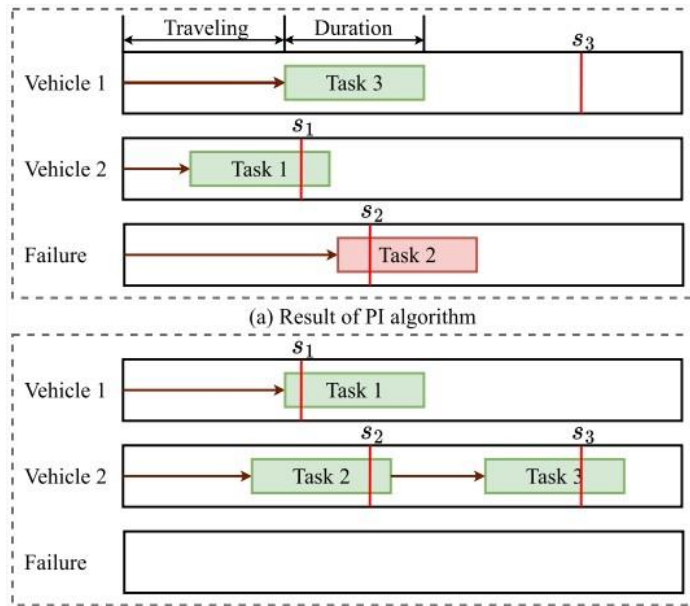 Traveling Duration
s₃
Vehicle 1 Task 3
s₁
Vehicle 2 Task 1
s₂
Failure Task 2
(a) Result of PI algorithm
s₁
Vehicle 1 Task 1
s₂ s₃
Vehicle 2 Task 2 Task 3
Failure